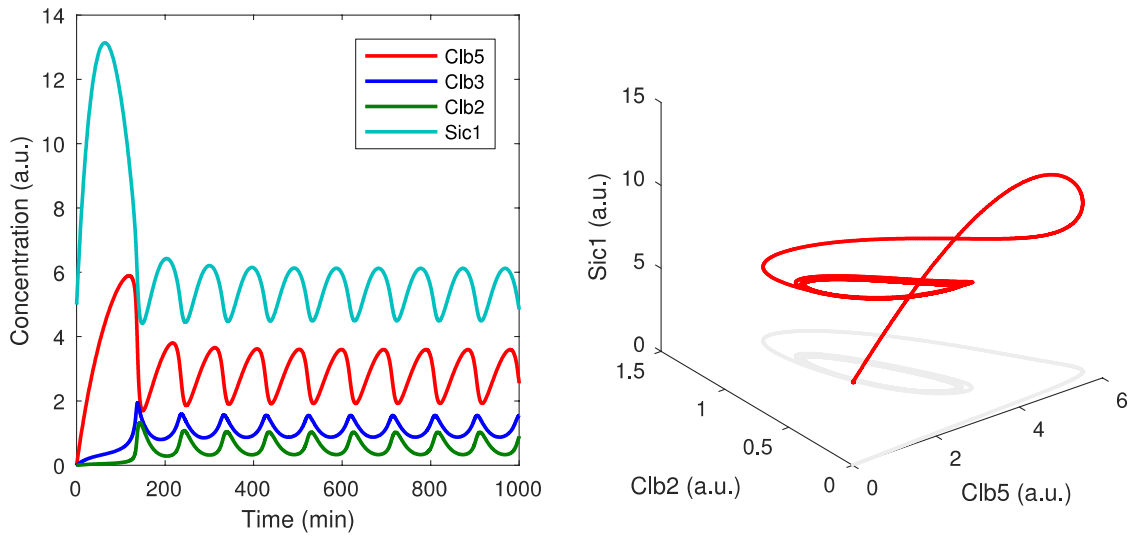 14
12
10
8
6
4
2
0
Concentration (a.u.)
Clb5
Clb3
Clb2
Sic1
0 200 400 600 800 1000
Time (min)
15
10
5
0
Sic1 (a.u.)
1.5
1
0.5
0
Clb2 (a.u.)
0
2
4
6
Clb5 (a.u.)